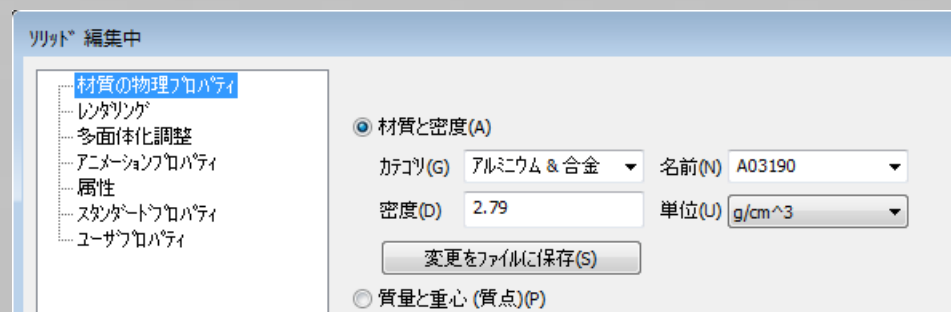 ソリッド 編集中
材質の物理プロパティ
レンダリング
多面体化調整
アニメーションプロパティ
属性
スタンダードプロパティ
ユーザプロパティ
材質と密度(A)
カテゴリ(G) アルミニウム & 合金 名前(N) A03190
密度(D) 2.79 単位(U) g/cm^3
変更をファイルに保存(S)
質量と重心 (質点)(P)